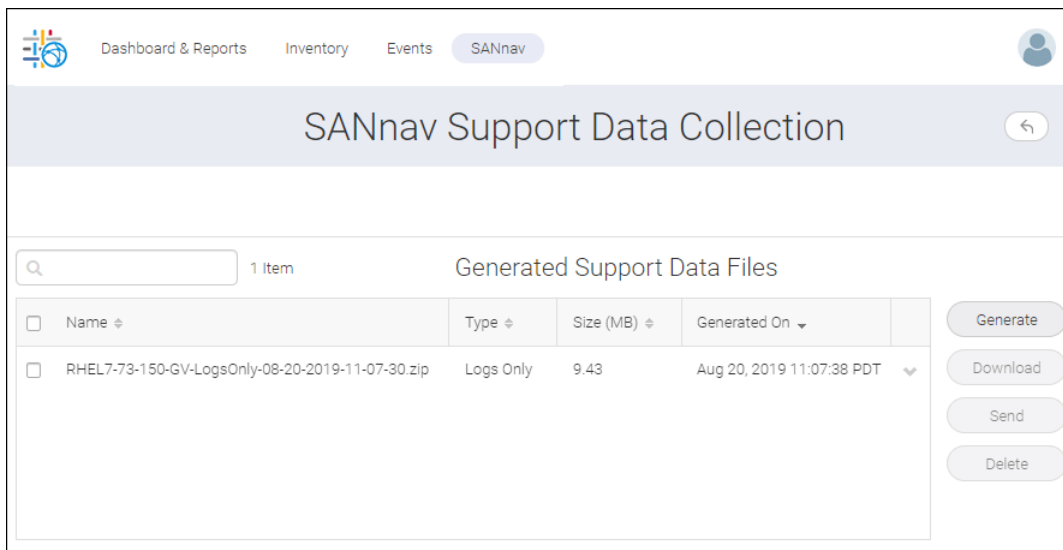 Dashboard & Reports Inventory Events SANnav
SANnav Support Data Collection
1 Item Generated Support Data Files
Name Type Size (MB) Generated On Generate
RHEL7-73-150-GV-LogsOnly-08-20-2019-11-07-30.zip Logs Only 9.43 Aug 20, 2019 11:07:38 PDT Download
Send
Delete